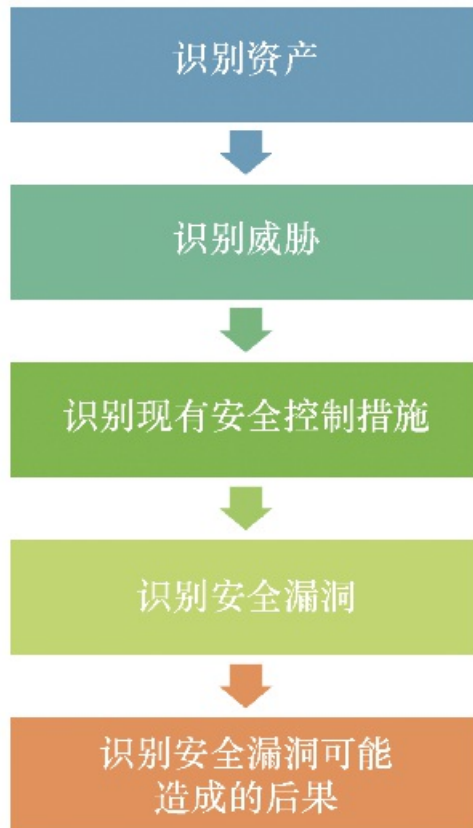 识别资产
识别威胁
识别现有安全控制措施
识别安全漏洞
识别安全漏洞可能
造成的后果